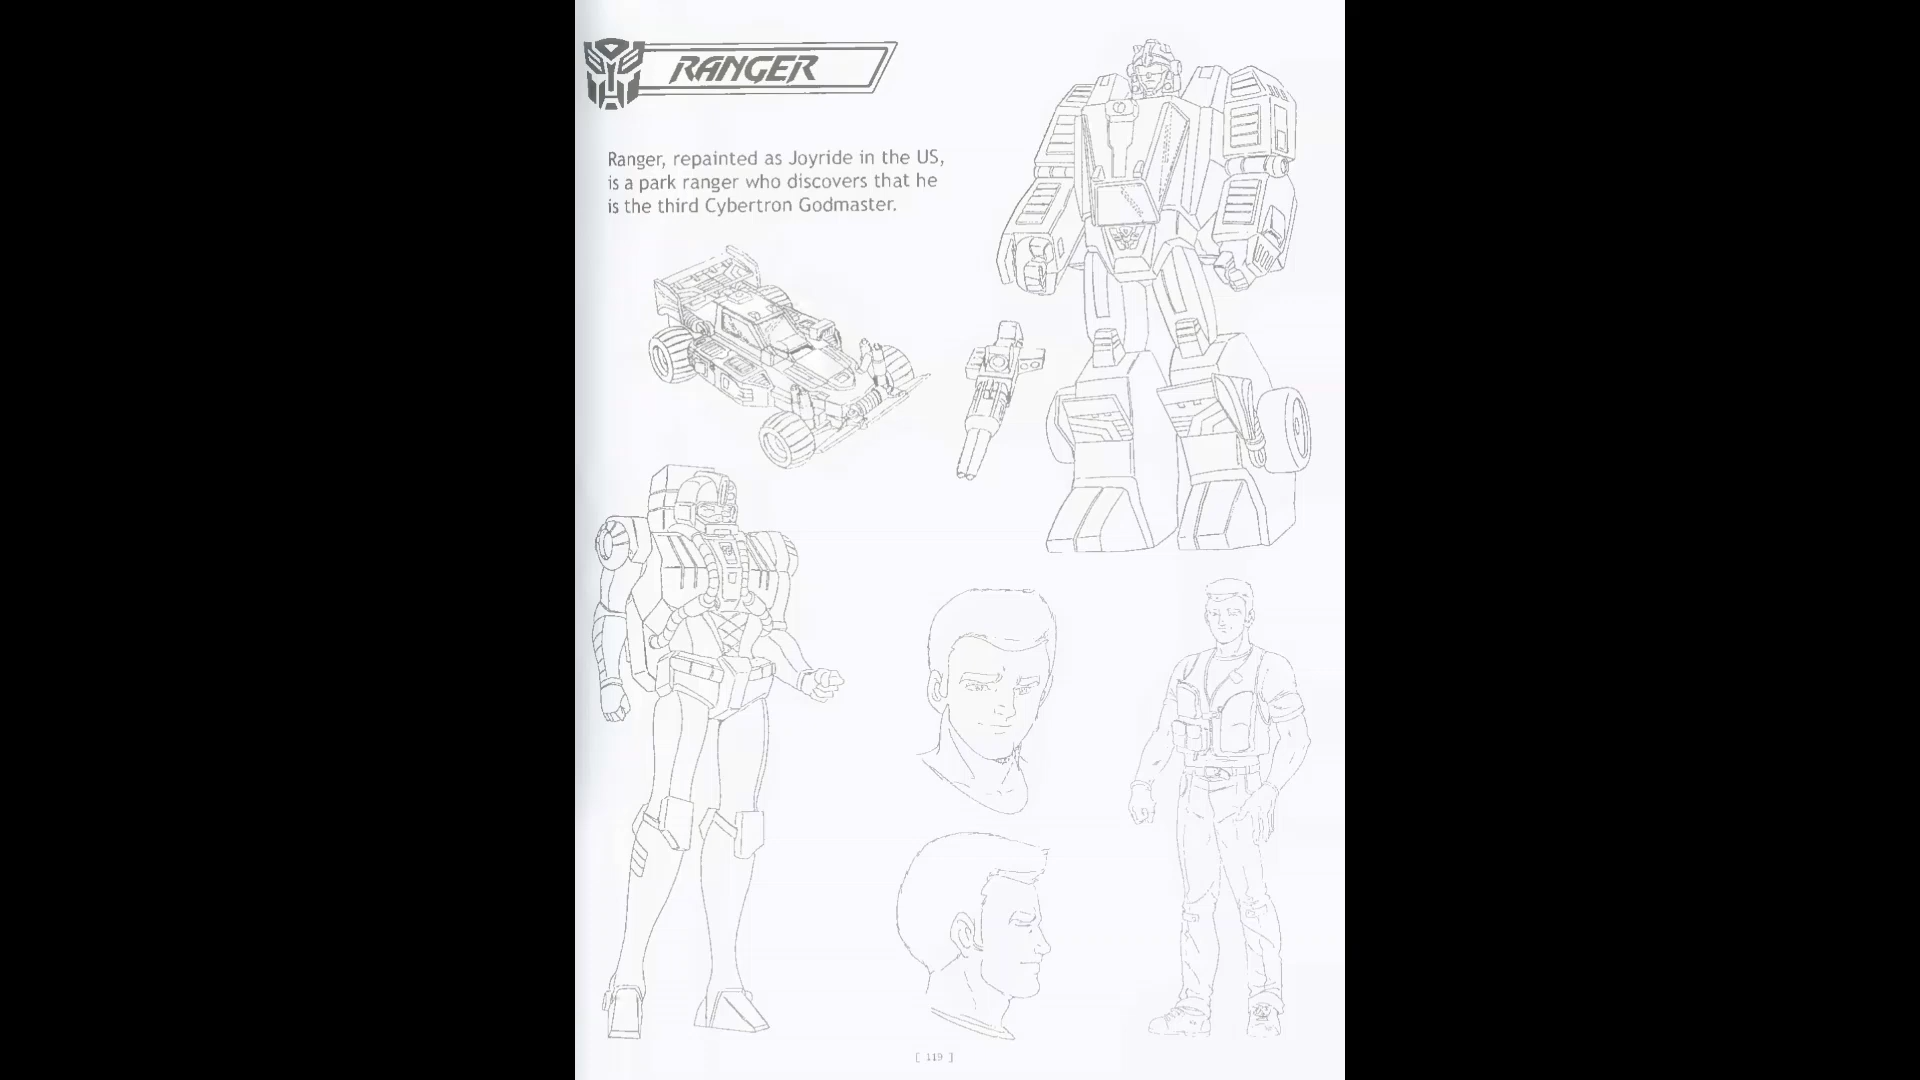 RANGER
Ranger, repainted as Joyride in the US,
is a park ranger who discovers that he
is the third Cybertron Godmaster.
[ 119 ]